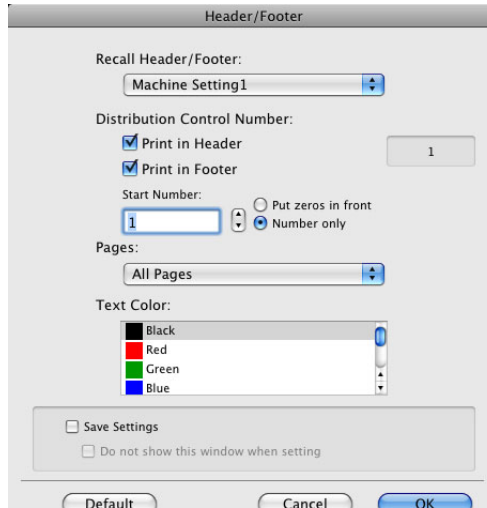 Header/Footer
Recall Header/Footer:
Machine Setting1
Distribution Control Number:
Print in Header
1
Print in Footer
Start Number:
Put zeros in front
1
Number only
Pages:
All Pages
Text Color:
Black
Red
Green
Blue
Save Settings
Do not show this window when setting
Default Cancel OK